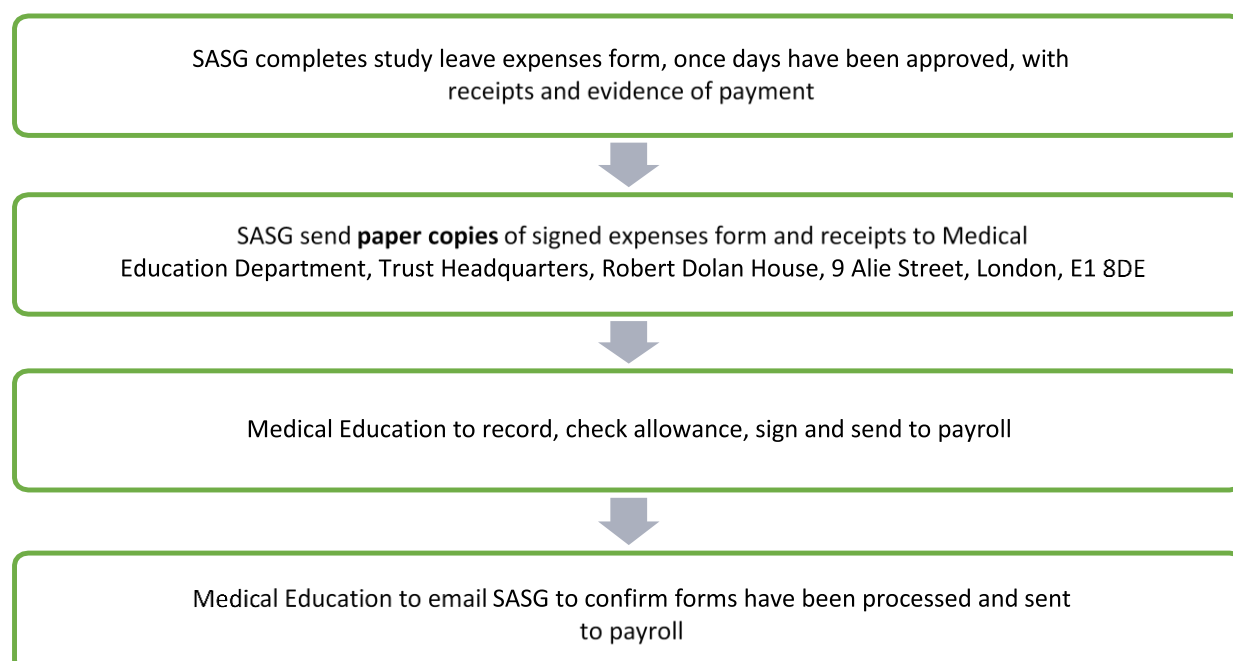 SASG completes study leave expenses form, once days have been approved, with
receipts and evidence of payment
SASG send paper copies of signed expenses form and receipts to Medical
Education Department, Trust Headquarters, Robert Dolan House, 9 Alie Street, London, E1 8DE
Medical Education to record, check allowance, sign and send to payroll
Medical Education to email SASG to confirm forms have been processed and sent
to payroll